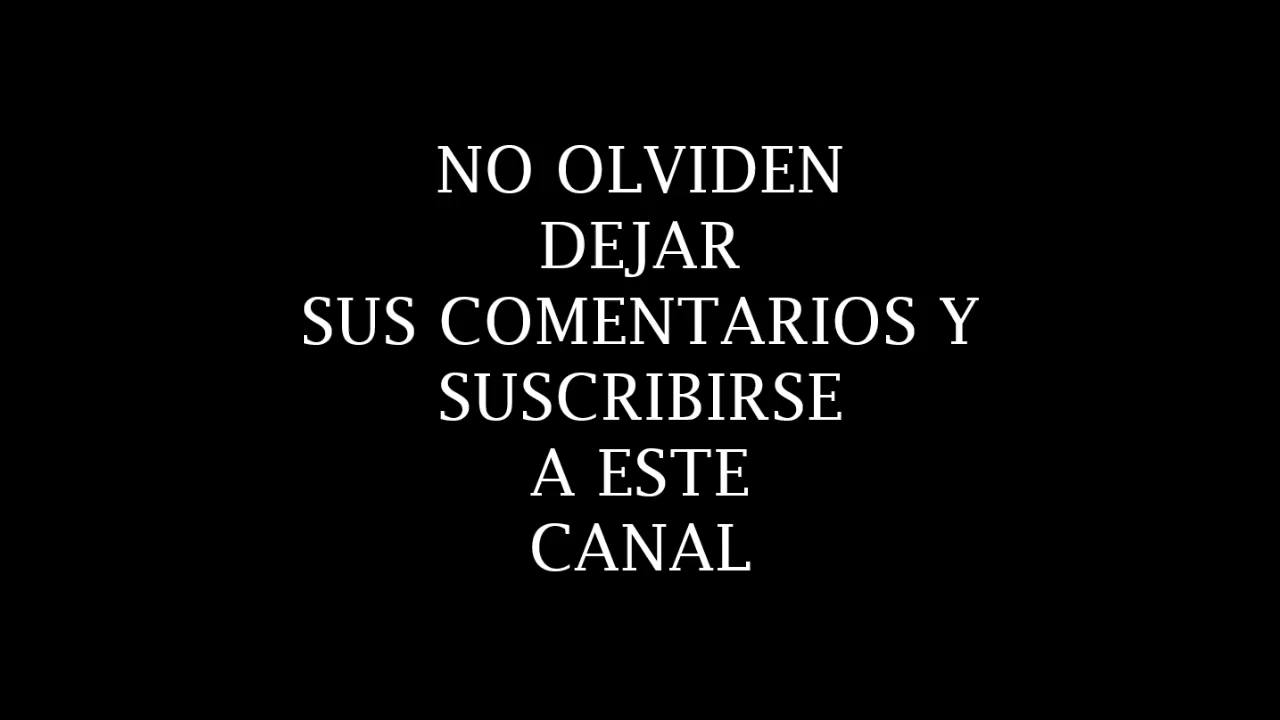 NO OLVIDEN
DEJAR
SUS COMENTARIOS Y
SUSCRIBIRSE
A ESTE
CANAL